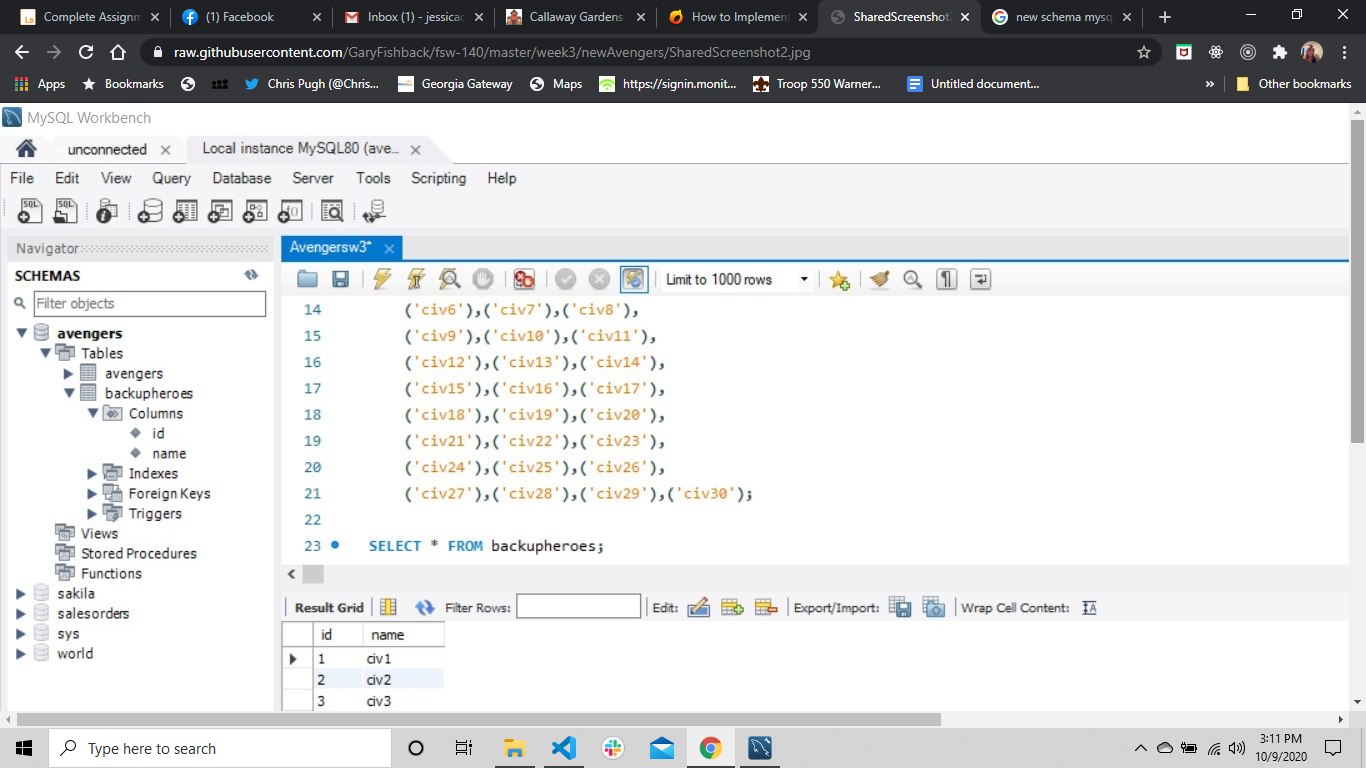 Complete Assignm
(1) Facebook
Inbox (1) - jessicac
Callaway Gardens
How to Implement
SharedScreenshot2
new schema mysq
raw.githubusercontent.com/GaryFishback/fsw-140/master/week3/newAvengers/SharedScreenshot2.jpg
Apps
Bookmarks
Chris Pugh (@Chris...
Georgia Gateway
Maps
https://signin.monit...
Troop 550 Warner...
Untitled document...
»
Other bookmarks
MySQL Workbench
unconnected
Local instance MySQL80 (ave...
File Edit View Query Database Server Tools Scripting Help
Navigator
Avengersw3*
SCHEMAS
Limit to 1000 rows
Filter objects
avengers
Tables
avengers
backupheroes
Columns
id
name
Indexes
Foreign Keys
Triggers
Views
Stored Procedures
Functions
sakila
salesorders
sys
world
14 ('civ6'),('civ7'),('civ8'),
15 ('civ9'),('civ10'),('civ11'),
16 ('civ12'),('civ13'),('civ14'),
17 ('civ15'),('civ16'),('civ17'),
18 ('civ18'),('civ19'),('civ20'),
19 ('civ21'),('civ22'),('civ23'),
20 ('civ24'),('civ25'),('civ26'),
21 ('civ27'),('civ28'),('civ29'),('civ30');
22
23 SELECT * FROM backupheroes;
Result Grid Filter Rows: Edit: Export/Import: Wrap Cell Content:
id name
1 civ1
2 civ2
3 civ3
Type here to search
3:11 PM
10/9/2020